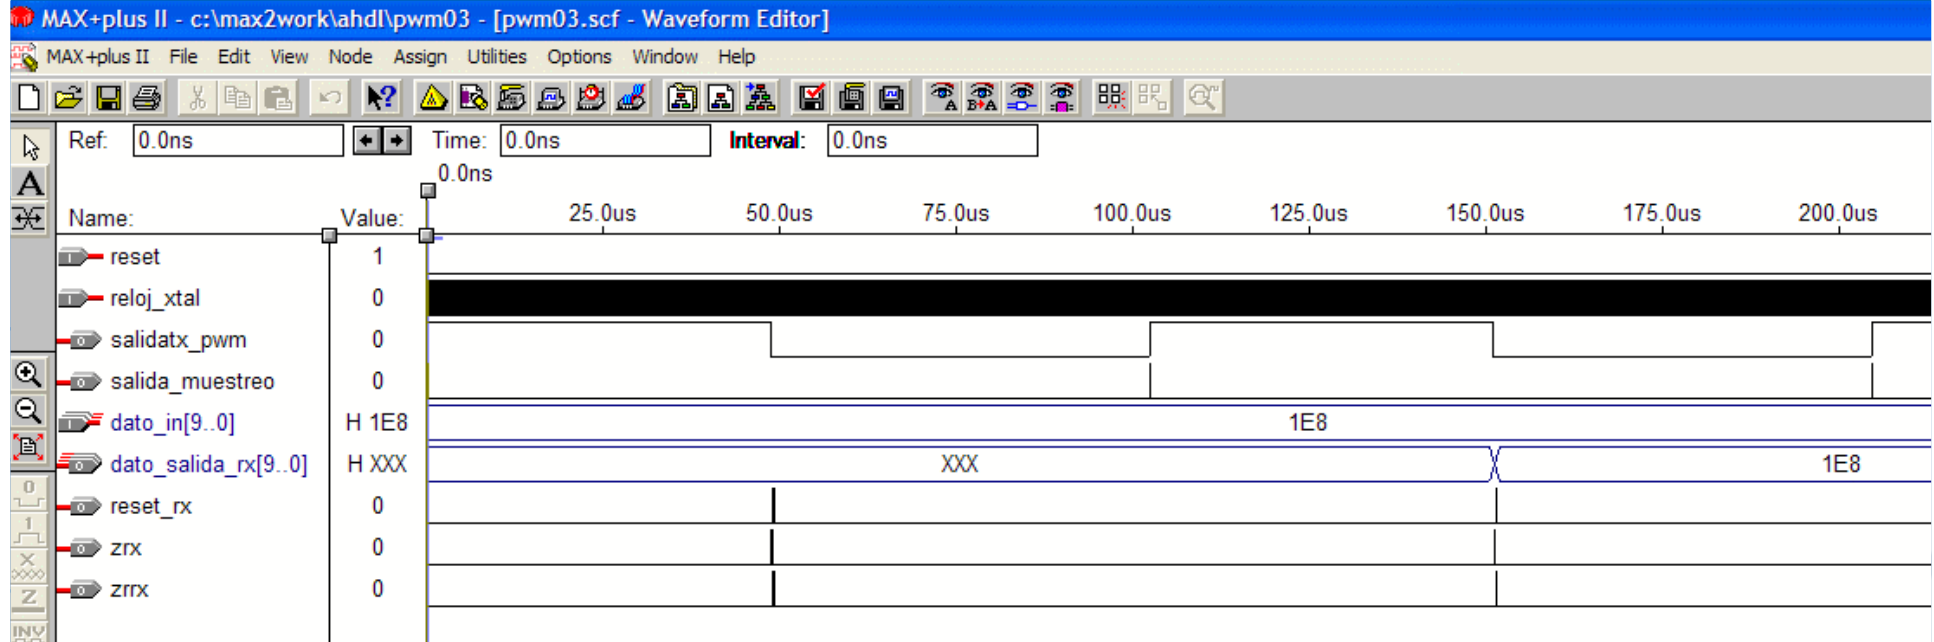 MAX+plus II - c:\max2work\ahdl\pwm03 - [pwm03.scf - Waveform Editor]
MAX+plus II File Edit View Node Assign Utilities Options Window Help
Ref: 0.0ns Time: 0.0ns Interval: 0.0ns
0.0ns
Name: Value: 25.0us 50.0us 75.0us 100.0us 125.0us 150.0us 175.0us 200.0us
reset 1
reloj_xtal 0
salidatx_pwm 0
salida_muestreo 0
dato_in[9..0] H 1E8 1E8
dato_salida_rx[9..0] H XXX XXX 1E8
reset_rx 0
zrx 0
zrrx 0